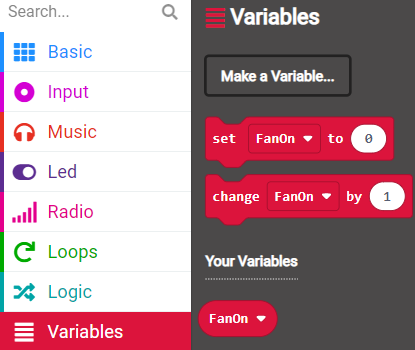 Search...
Basic
Input
Music
Led
Radio
Loops
Logic
Variables
Variables
Make a Variable...
set FanOn to 0
change FanOn by 1
Your Variables
FanOn